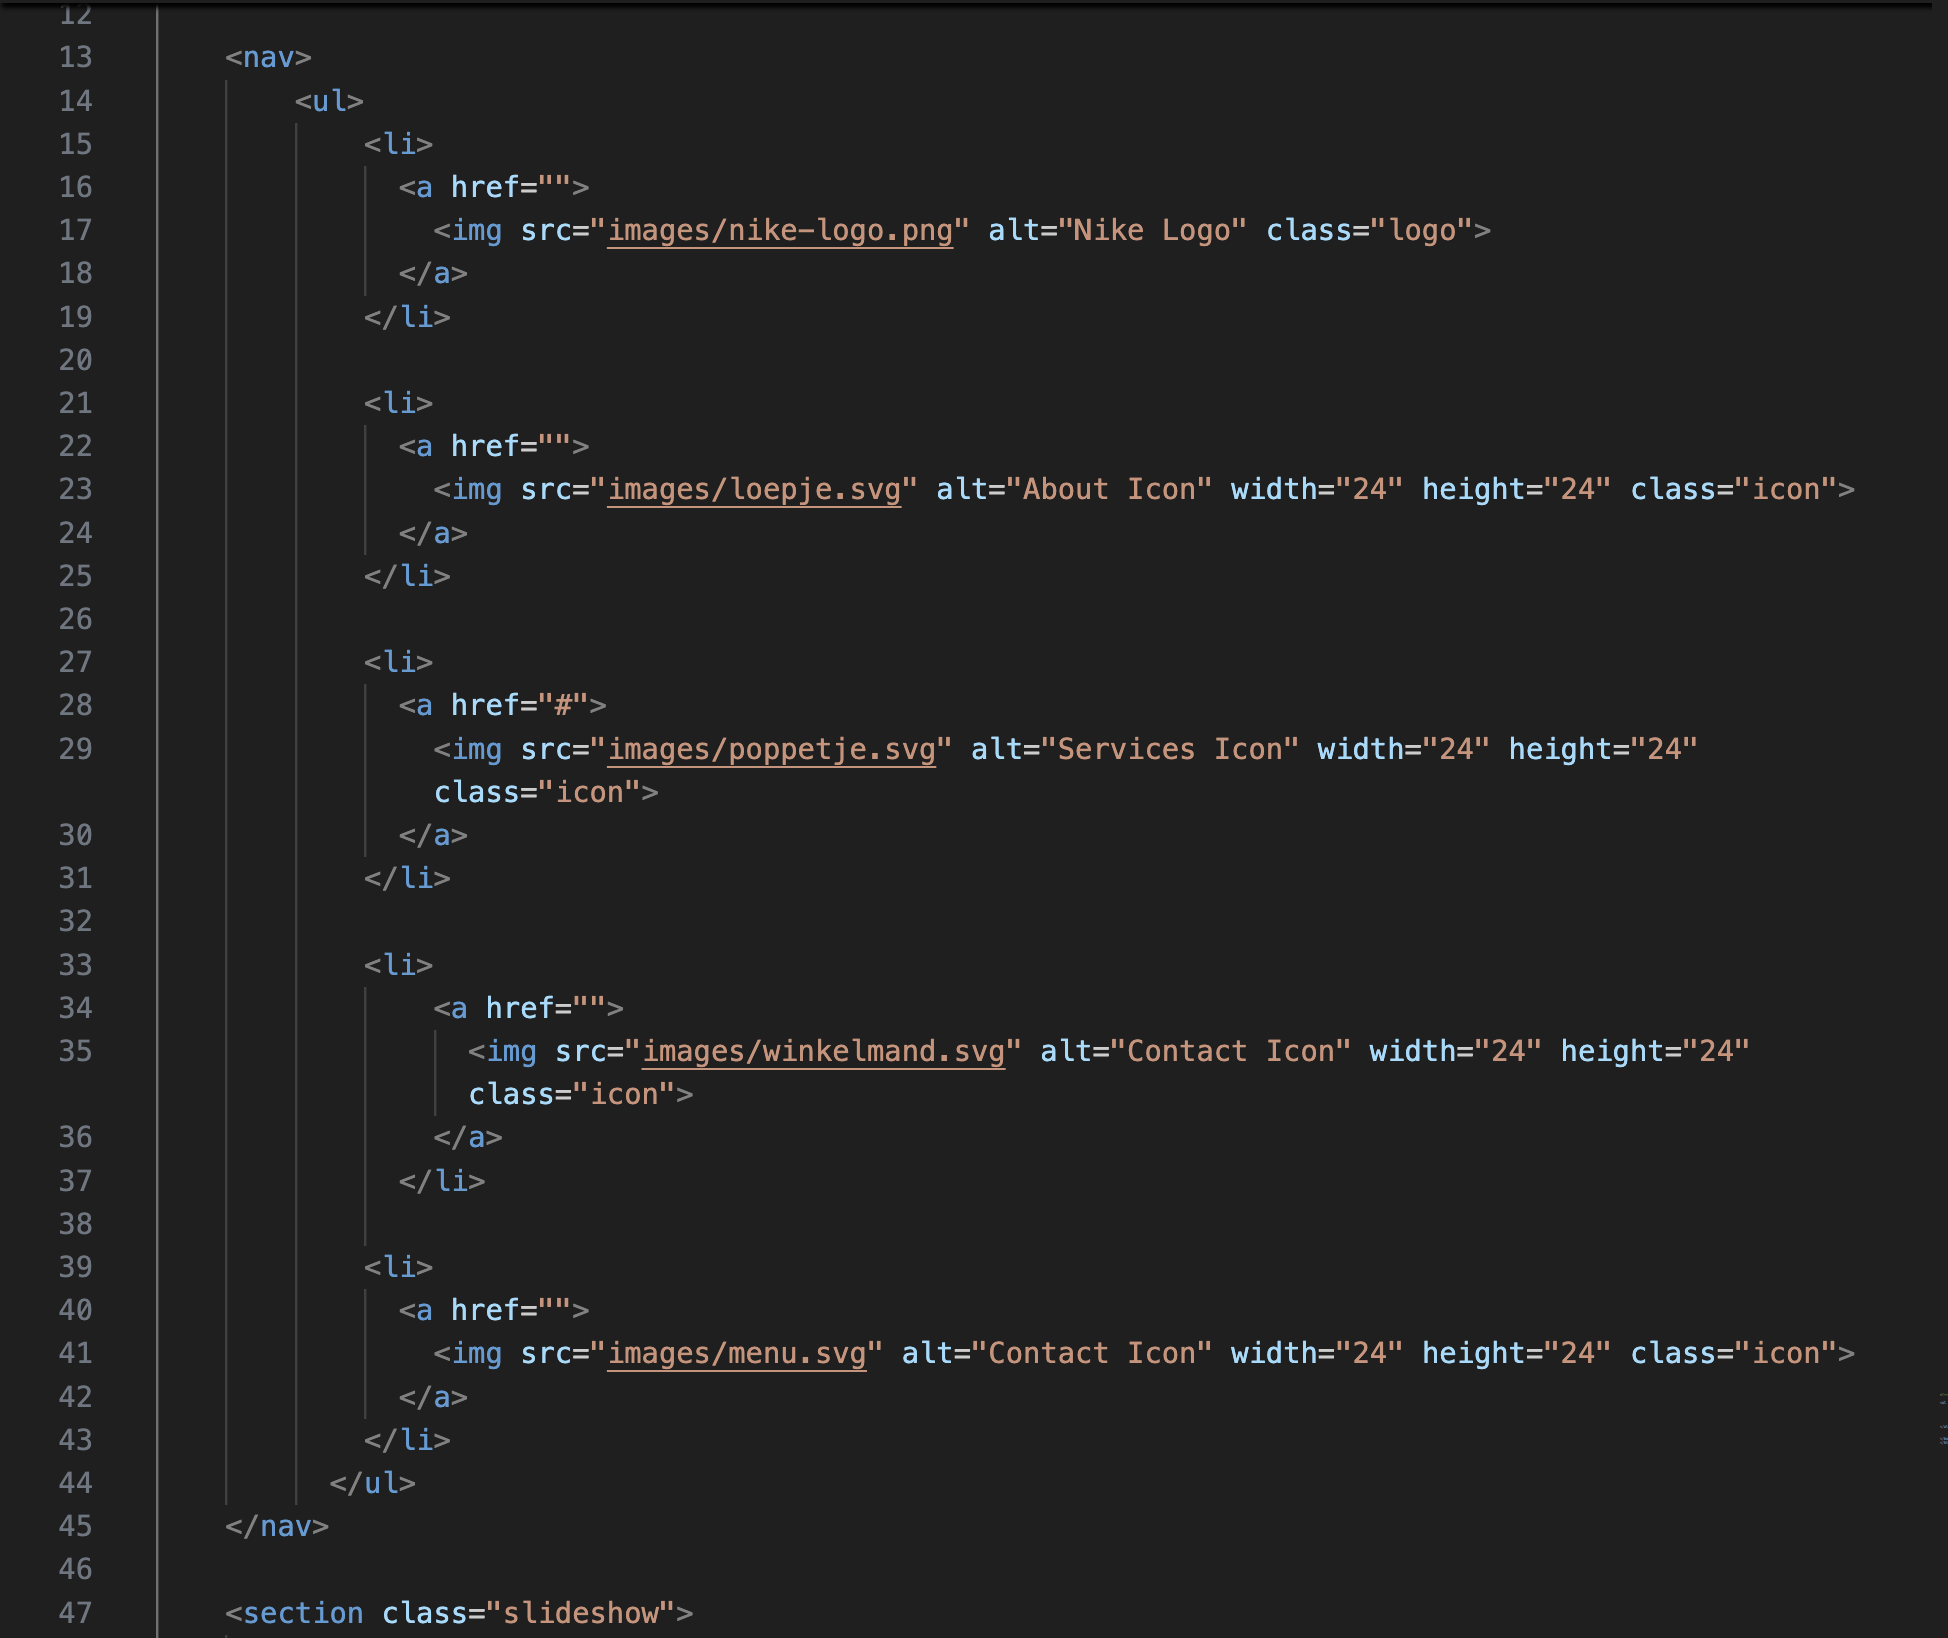 12
13 <nav>
14 <ul>
15 <li>
16 <a href="">
17 <img src="images/nike-logo.png" alt="Nike Logo" class="logo">
18 </a>
19 </li>
20
21 <li>
22 <a href="">
23 <img src="images/loepje.svg" alt="About Icon" width="24" height="24" class="icon">
24 </a>
25 </li>
26
27 <li>
28 <a href="#">
29 <img src="images/poppetje.svg" alt="Services Icon" width="24" height="24"
class="icon">
30 </a>
31 </li>
32
33 <li>
34 <a href="">
35 <img src="images/winkelmand.svg" alt="Contact Icon" width="24" height="24"
class="icon">
36 </a>
37 </li>
38
39 <li>
40 <a href="">
41 <img src="images/menu.svg" alt="Contact Icon" width="24" height="24" class="icon">
42 </a>
43 </li>
44 </ul>
45 </nav>
46
47 <section class="slideshow">